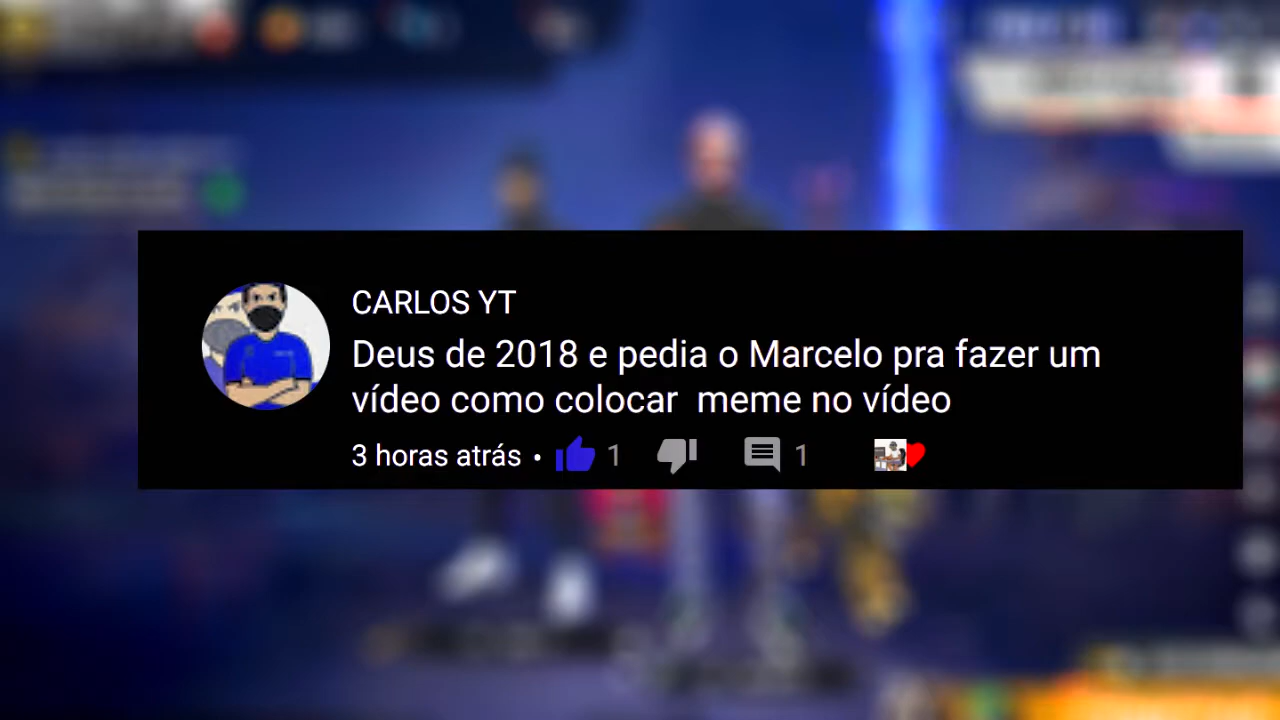 CARLOS YT
Deus de 2018 e pedia o Marcelo pra fazer um
vídeo como colocar  meme no vídeo
3 horas atrás • 1 1